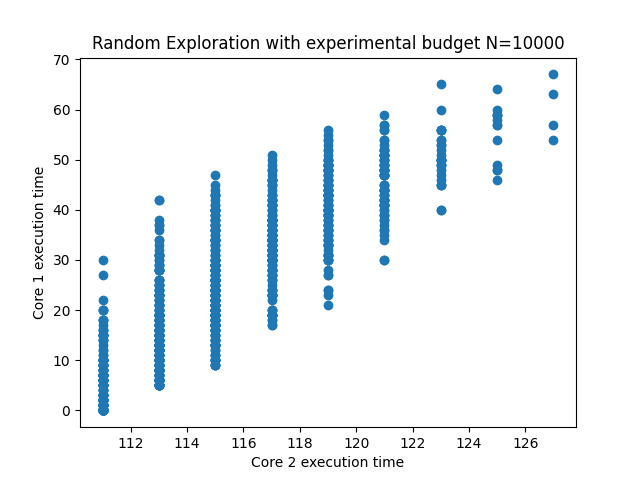 Random Exploration with experimental budget N=10000
70
60
50
40
30
20
10
0
Core 1 execution time
112 114 116 118 120 122 124 126
Core 2 execution time